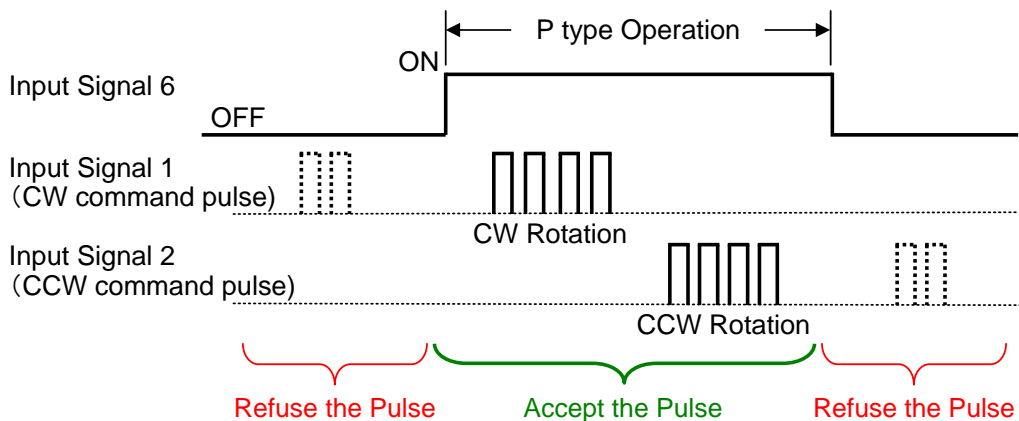 P type Operation
ON
Input Signal 6
OFF
Input Signal 1
（CW command pulse)
CW Rotation
Input Signal 2
（CCW command pulse)
CCW Rotation
Refuse the Pulse
Accept the Pulse
Refuse the Pulse